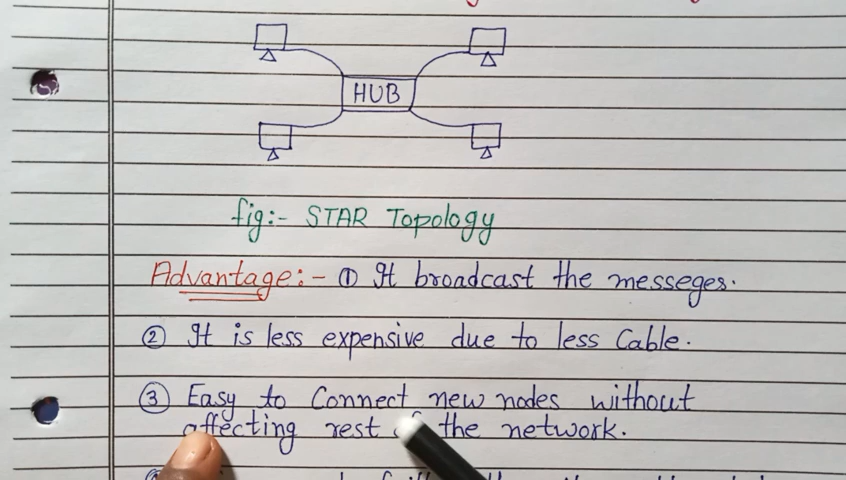 HUB
fig:- STAR Topology
Advantage:- ① It broadcast the messeges.
② It is less expensive due to less Cable.
③ Easy to Connect new nodes without
affecting rest of the network.